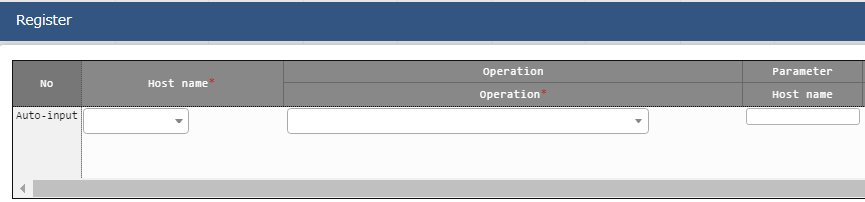 Register
No
Host name*
Operation
Operation*
Parameter
Host name
Auto-input